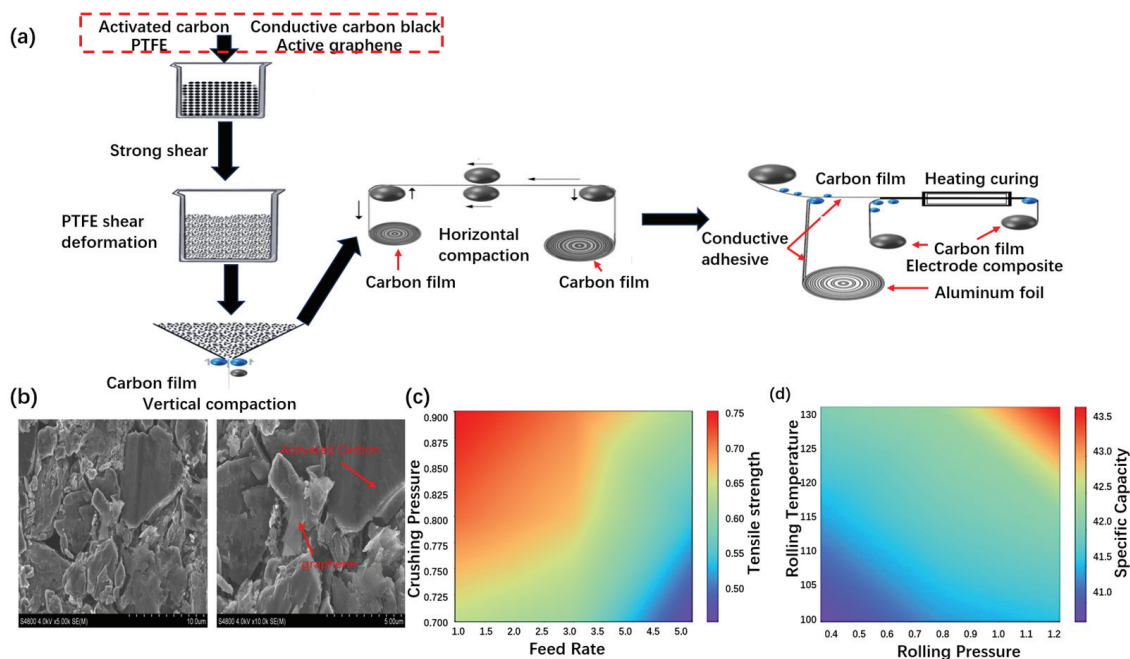 (a)
Activated carbon Conductive carbon black
PTFE Active graphene
Strong shear
PTFE shear
deformation
Carbon film
Vertical compaction
Horizontal
compaction
Carbon film
Carbon film
Carbon film
Heating curing
Conductive
adhesive
Carbon film
Electrode composite
Aluminum foil
(b)
S4800 4.0kV x5.00k SE(M)
10.0um
Activated Carbon
graphene
S4800 4.0kV x10.0k SE(M)
5.00um
(c)
Crushing Pressure
0.900
0.875
0.850
0.825
0.800
0.775
0.750
0.725
0.700
1.0 1.5 2.0 2.5 3.0 3.5 4.0 4.5 5.0
Feed Rate
0.75
0.70
0.65
0.60
0.55
0.50
Tensile strength
(d)
Rolling Temperature
130
125
120
115
110
105
100
0.4 0.5 0.6 0.7 0.8 0.9 1.0 1.1 1.2
Rolling Pressure
43.5
43.0
42.5
42.0
41.5
41.0
Specific Capacity